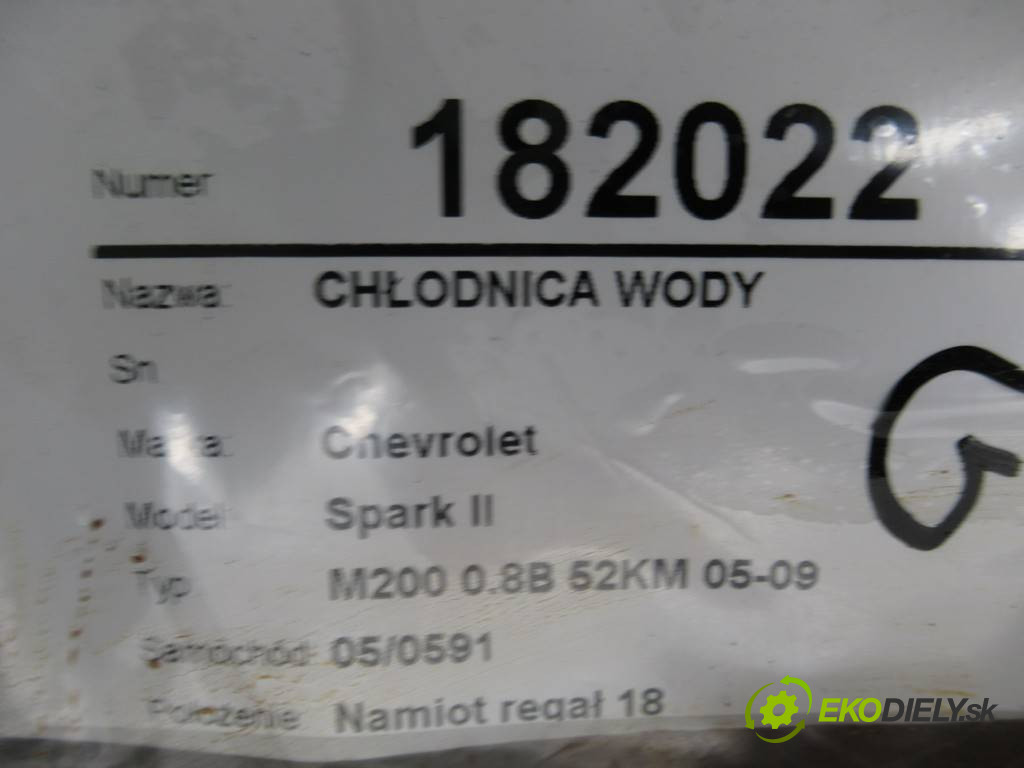 Numer 182022
Nazwa: CHŁODNICA WODY
Sn
Marka: Chevrolet
Model: Spark II
Typ M200 0.8B 52KM 05-09
Samochód: 05/0591
Położenie Namiot regał 18
EKODIELY.sk